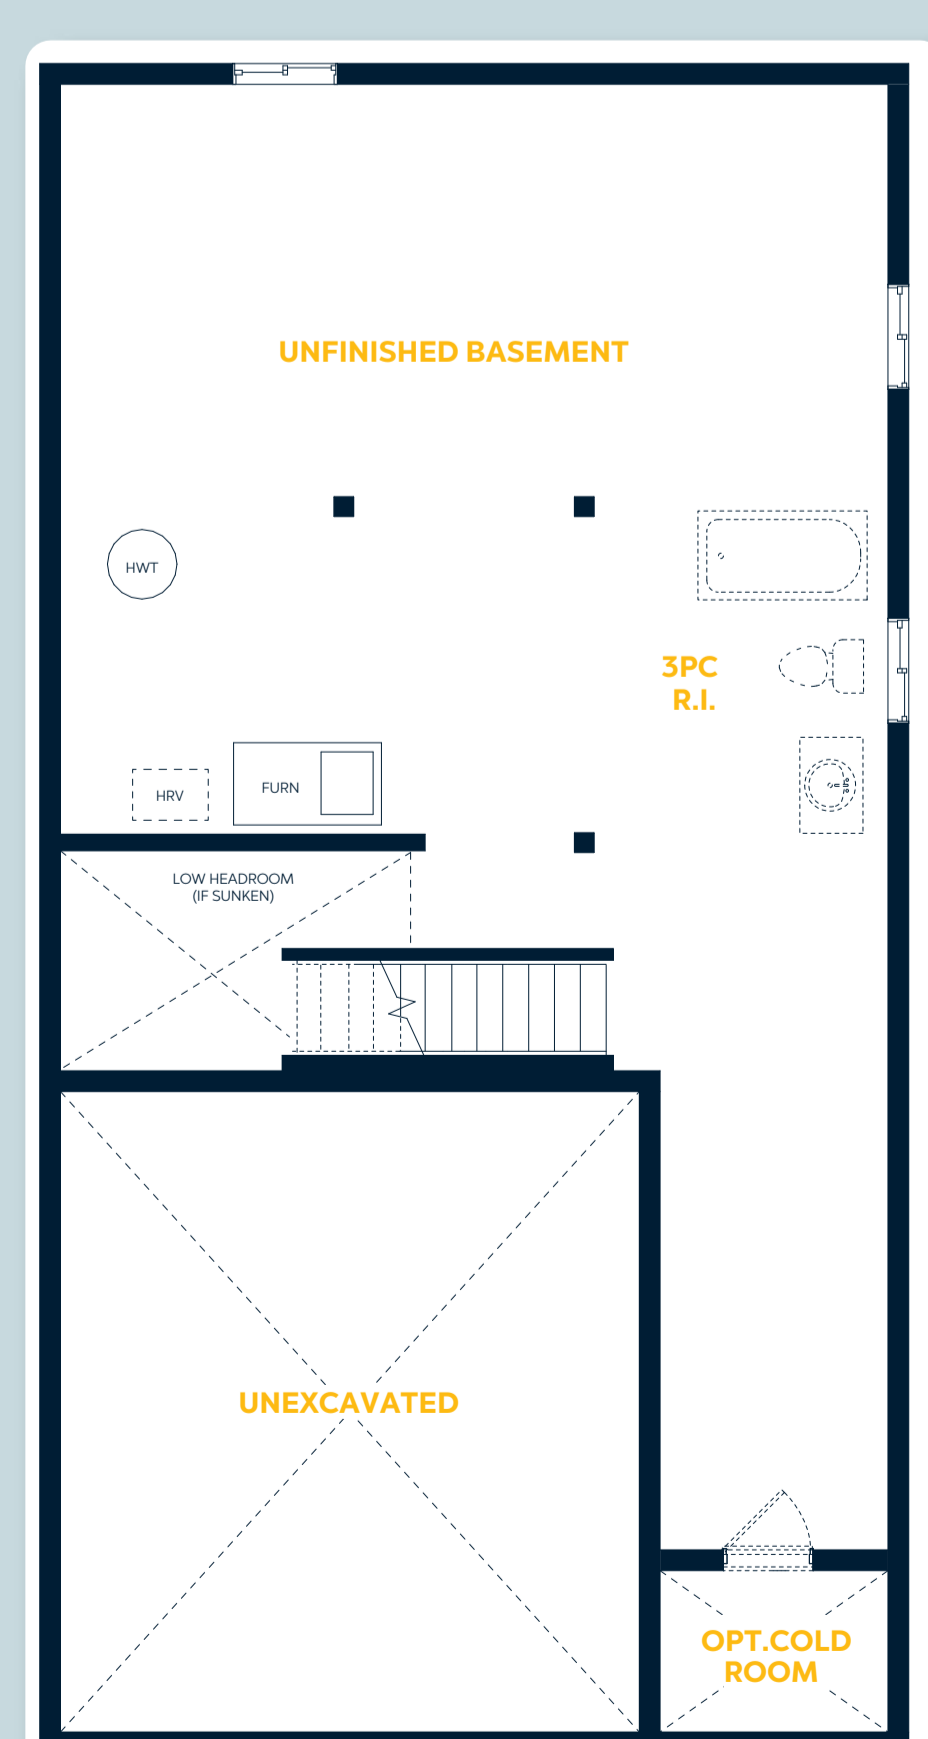 UNFINISHED BASEMENT
HWT
3PC
R.I.
HRV
FURN
LOW HEADROOM
(IF SUNKEN)
UNEXCAVATED
OPT.COLD
ROOM